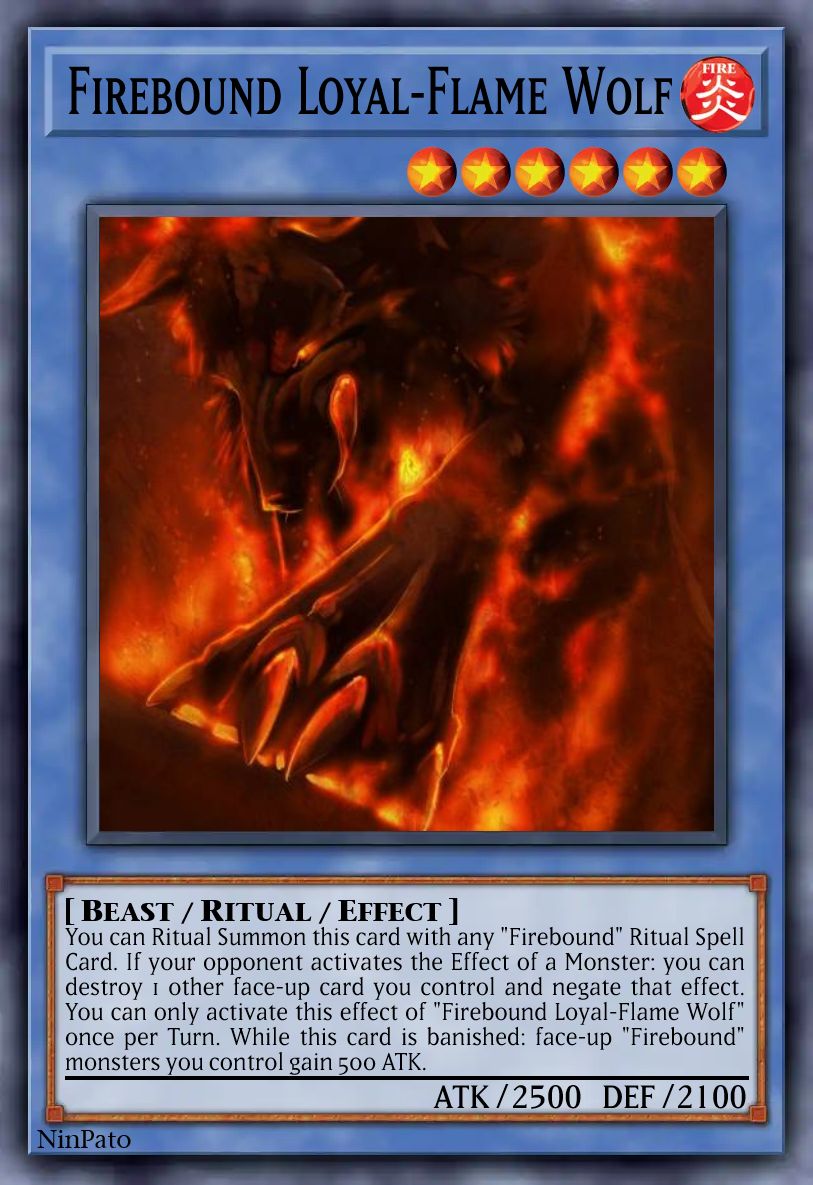 Firebound Loyal-Flame Wolf
FIRE
炎
[ Beast / Ritual / Effect ]
You can Ritual Summon this card with any "Firebound" Ritual Spell
Card. If your opponent activates the Effect of a Monster: you can
destroy 1 other face-up card you control and negate that effect.
You can only activate this effect of "Firebound Loyal-Flame Wolf"
once per Turn. While this card is banished: face-up "Firebound"
monsters you control gain 500 ATK.
ATK / 2500 DEF / 2100
NinPato